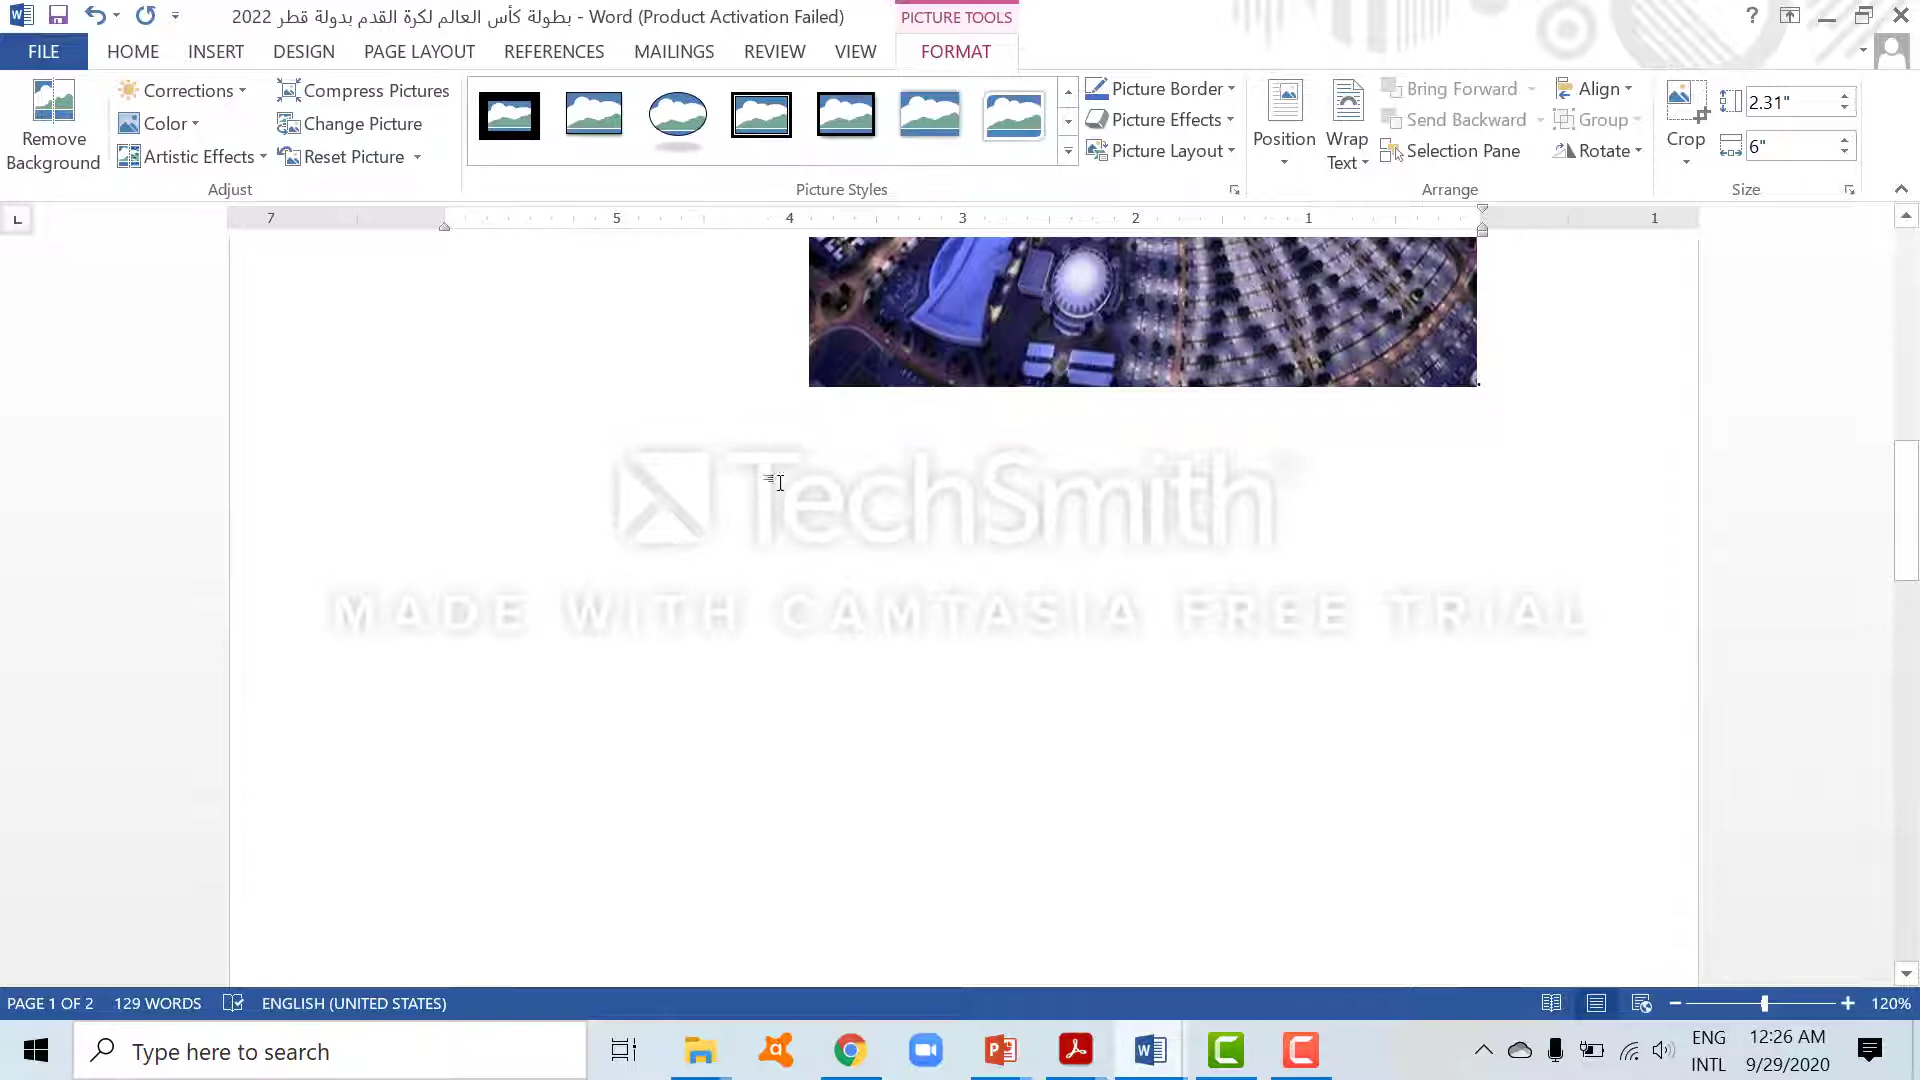 بطولة كأس العالم لكرة القدم بدولة قطر 2022 - Word (Product Activation Failed)
PICTURE TOOLS
?
FILE
HOME
INSERT
DESIGN
PAGE LAYOUT
REFERENCES
MAILINGS
REVIEW
VIEW
FORMAT
Remove Background
Corrections
Color
Artistic Effects
Compress Pictures
Change Picture
Reset Picture
Adjust
Picture Styles
Picture Border
Picture Effects
Picture Layout
Position
Wrap Text
Bring Forward
Send Backward
Selection Pane
Align
Group
Rotate
Arrange
Crop
2.31"
6"
Size
7 5 4 3 2 1 1
TechSmith
MADE WITH CAMTASIA FREE TRIAL
PAGE 1 OF 2
129 WORDS
ENGLISH (UNITED STATES)
120%
Type here to search
ENG
INTL
12:26 AM
9/29/2020